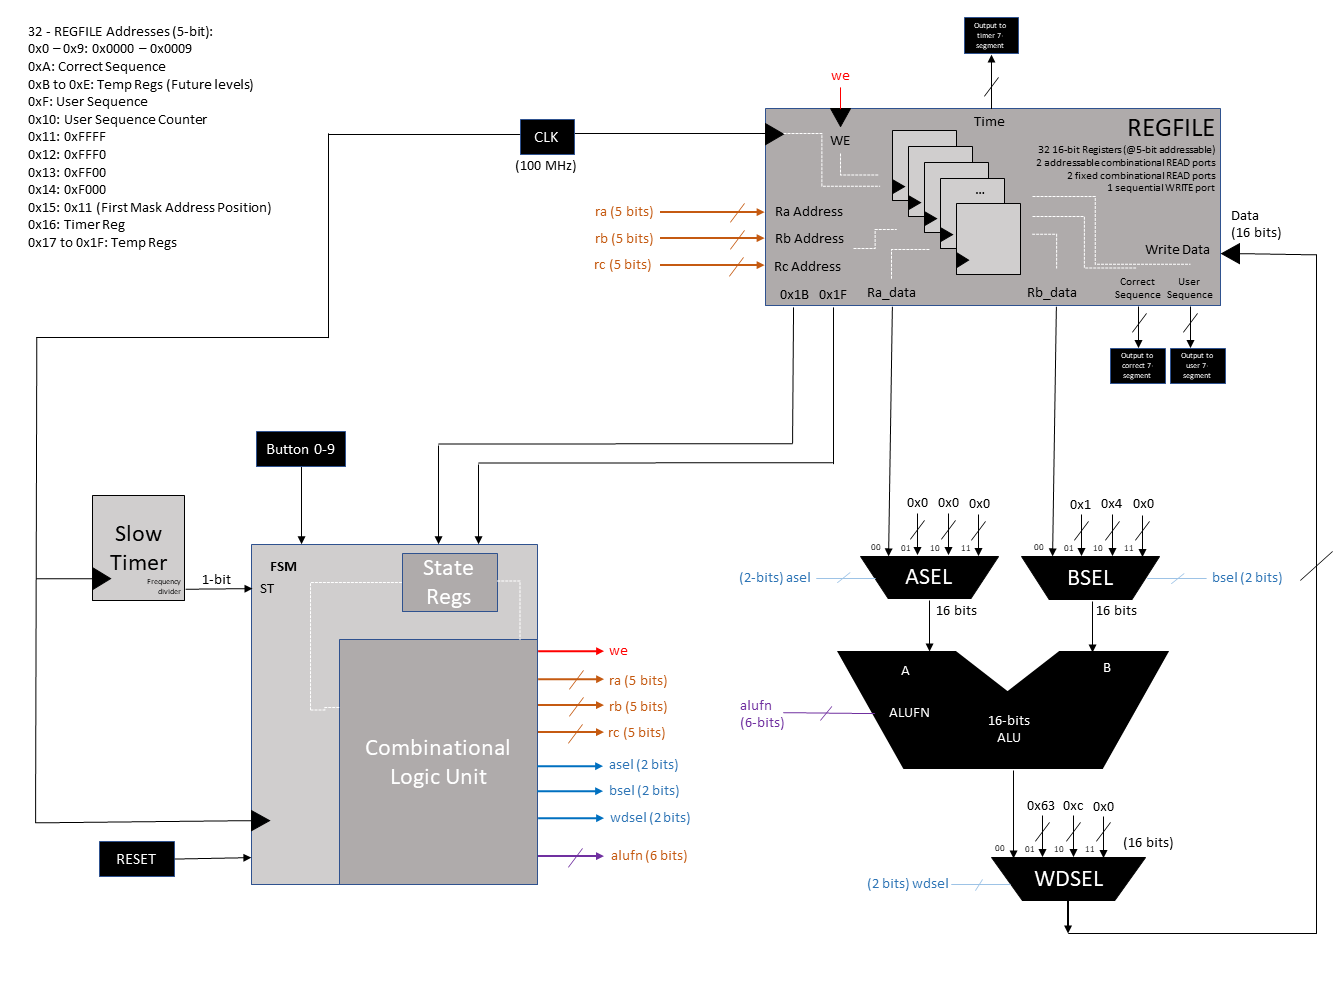 32 - REGFILE Addresses (5-bit):
0x0 – 0x9: 0x0000 – 0x0009
0xA: Correct Sequence
0xB to 0xE: Temp Regs (Future levels)
0xF: User Sequence
0x10: User Sequence Counter
0x11: 0xFFFF
0x12: 0xFFF0
0x13: 0xFF00
0x14: 0xF000
0x15: 0x11 (First Mask Address Position)
0x16: Timer Reg
0x17 to 0x1F: Temp Regs
Output to
timer 7-
segment
we
CLK
(100 MHz)
WE
Time
REGFILE
32 16-bit Registers (@5-bit addressable)
2 addressable combinational READ ports
2 fixed combinational READ ports
1 sequential WRITE port
...
ra (5 bits)
rb (5 bits)
rc (5 bits)
Ra Address
Rb Address
Rc Address
Write Data
Data
(16 bits)
0x1B
0x1F
Ra_data
Rb_data
Correct
Sequence
User
Sequence
Output to
correct 7-
segment
Output to
user 7-
segment
Button 0-9
Slow
Timer
Frequency
divider
1-bit
FSM
ST
State
Regs
Combinational
Logic Unit
RESET
we
ra (5 bits)
rb (5 bits)
rc (5 bits)
asel (2 bits)
bsel (2 bits)
wdsel (2 bits)
alufn (6 bits)
0x0 0x0 0x0
00 01 10 11
(2-bits) asel
ASEL
16 bits
0x1 0x4 0x0
00 01 10 11
BSEL
bsel (2 bits)
16 bits
A
B
alufn
(6-bits)
ALUFN
16-bits
ALU
0x63 0xc 0x0
00 01 10 11
(16 bits)
(2 bits) wdsel
WDSEL